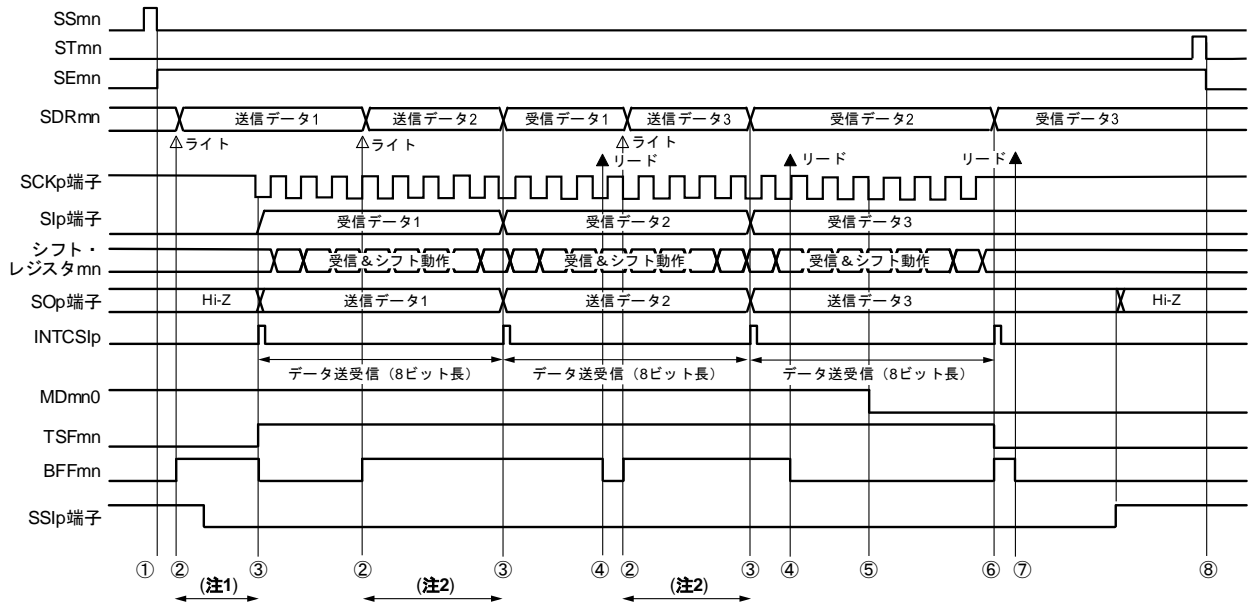 SSmn
STmn
SEmn
SDRmn 送信データ1 送信データ2 受信データ1 送信データ3 受信データ2 受信データ3
ライト ライト ライト
リード リード リード
SCKp端子
SIp端子 受信データ1 受信データ2 受信データ3
シフト・
レジスタmn 受信&シフト動作 受信&シフト動作 受信&シフト動作
SOp端子 Hi-Z 送信データ1 送信データ2 送信データ3 Hi-Z
INTCSIp
データ送受信(8ビット長) データ送受信(8ビット長) データ送受信(8ビット長)
MDmn0
TSFmn
BFFmn
SSIp端子
① ② ③ ② ③ ④ ② ③ ④ ⑤ ⑥ ⑦ ⑧
(注1) (注2) (注2)